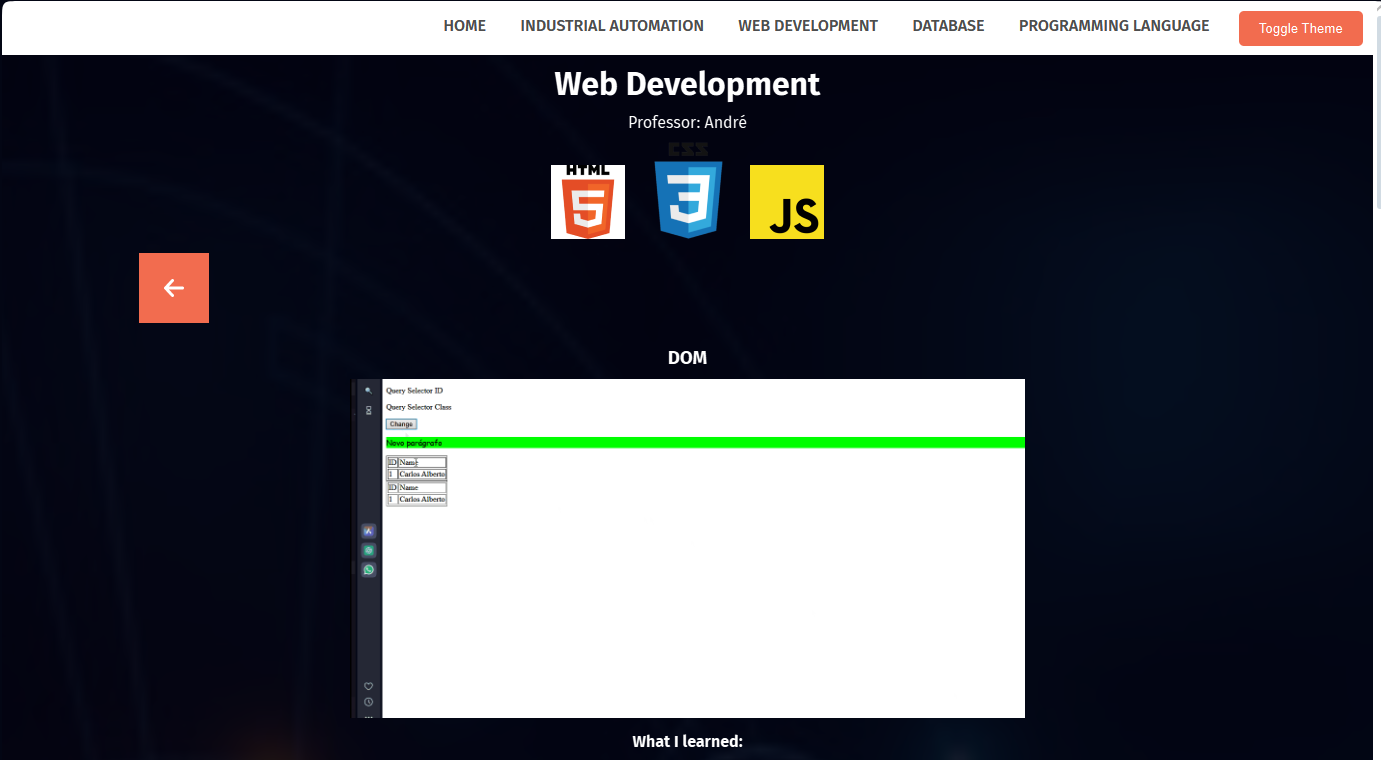 HOME INDUSTRIAL AUTOMATION WEB DEVELOPMENT DATABASE PROGRAMMING LANGUAGE Toggle Theme
Web Development
Professor: André
HTML
5
CSS
3
JS
DOM
Query Selector ID
Query Selector Class
Change
Novo parágrafo
ID Name
1 Carlos Alberto
ID Name
1 Carlos Alberto
What I learned: